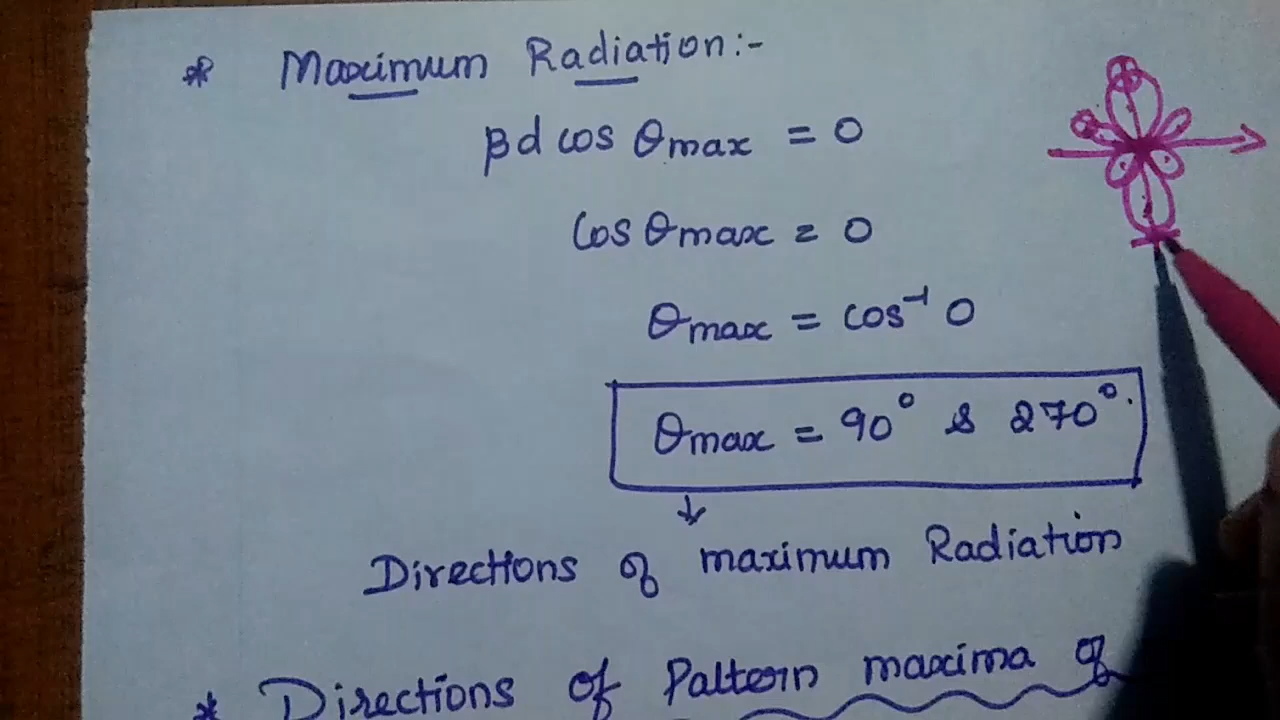 * Maximum Radiation:-
βd cos θmax = 0
Cos θmax = 0
θmax = cos⁻¹ 0
θmax = 90° & 270°.
↓
Directions of maximum Radiation
* Directions of Pattern maxima of